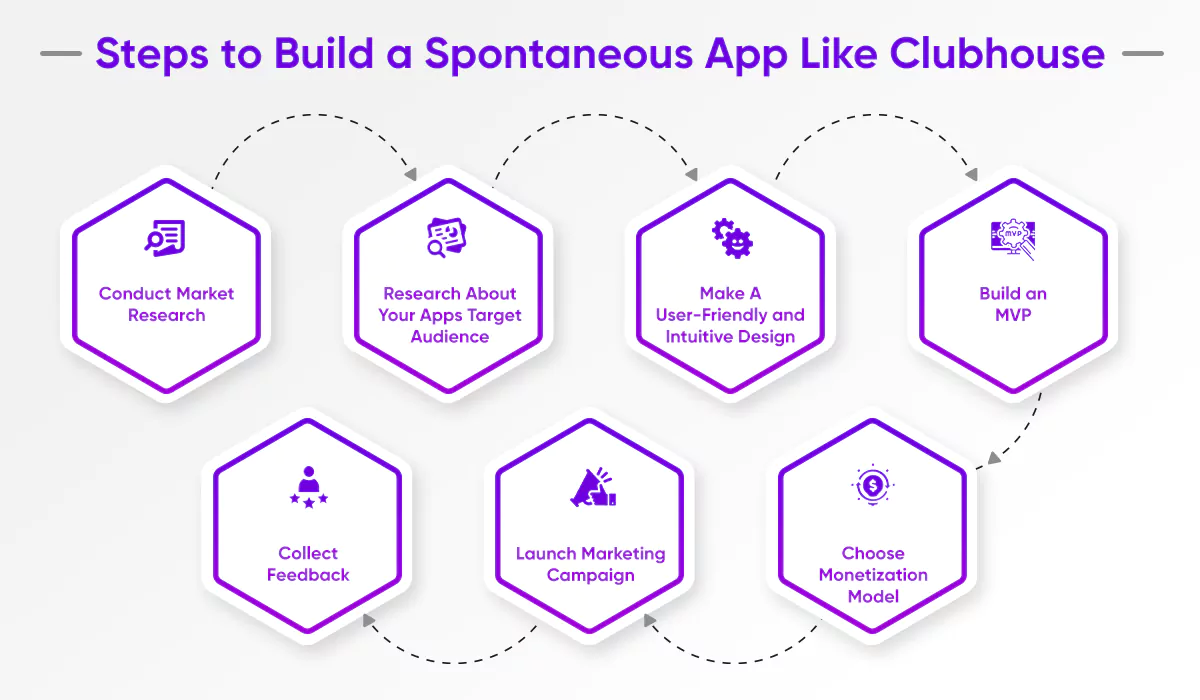 Steps to Build a Spontaneous App Like Clubhouse
Conduct Market
Research
Research About
Your Apps Target
Audience
Make A
User-Friendly and
Intuitive Design
MVP
Build an
MVP
Choose
Monetization
Model
$
Launch Marketing
Campaign
Collect
Feedback